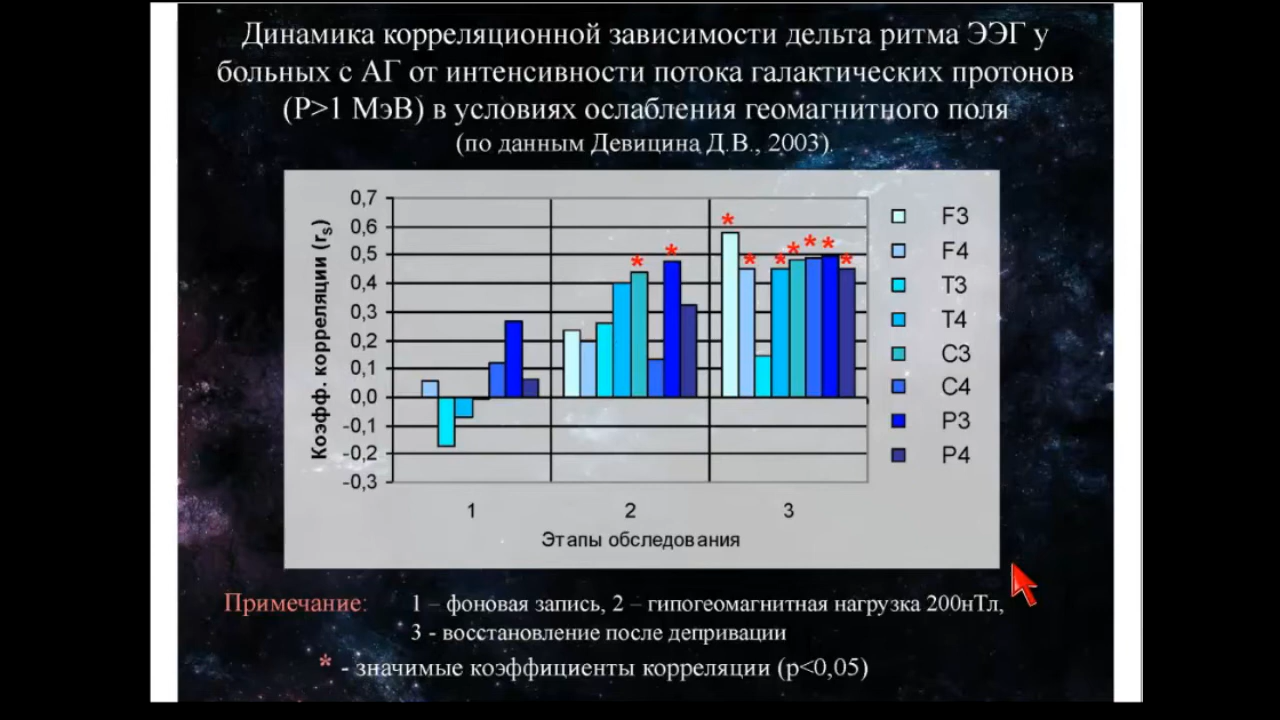 Динамика корреляционной зависимости дельта ритма ЭЭГ у
больных с АГ от интенсивности потока галактических протонов
(P>1 МэВ) в условиях ослабления геомагнитного поля
(по данным Девицина Д.В., 2003).
Коэфф. корреляции (rs)
0,7
0,6
0,5
0,4
0,3
0,2
0,1
0,0
-0,1
-0,2
-0,3
1
2
3
Этапы обследования
F3
F4
T3
T4
C3
C4
P3
P4
Примечание: 1 – фоновая запись, 2 – гипогеомагнитная нагрузка 200нТл,
3 - восстановление после депривации
* - значимые коэффициенты корреляции (p<0,05)